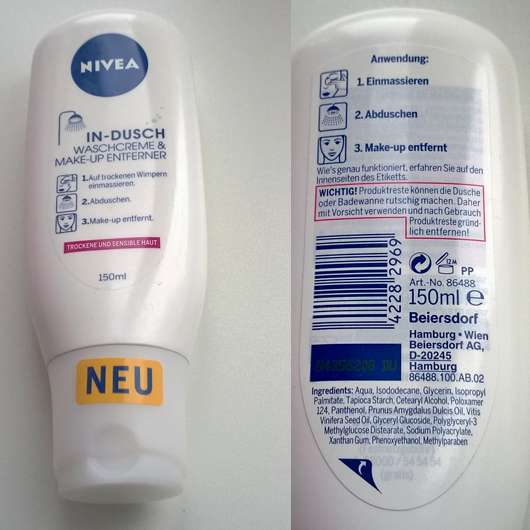 NIVEA
IN-DUSCH
WASCHCREME &
MAKE-UP ENTFERNER
1. Auf trockenen Wimpern
einmassieren.
2. Abduschen.
3. Make-up entfernt.
TROCKENE UND SENSIBLE HAUT
150ml
NEU
Anwendung:
1. Einmassieren
2. Abduschen
3. Make-up entfernt
Wie's genau funktioniert, erfahren Sie auf den
Innenseiten des Etiketts.
WICHTIG! Produktreste können die Dusche
oder Badewanne rutschig machen. Daher
mit Vorsicht verwenden und nach Gebrauch
Produktreste gründ-
lich entfernen!
42282969
12M
PP
Art.-No. 86488
150ml e
Beiersdorf
Hamburg • Wien
Beiersdorf AG,
D-20245
Hamburg
86488.100.AB.02
Ingredients: Aqua, Isododecane, Glycerin, Isopropyl
Palmitate, Tapioca Starch, Cetearyl Alcohol, Poloxamer
124, Panthenol, Prunus Amygdalus Dulcis Oil, Vitis
Vinifera Seed Oil, Glyceryl Glucoside, Polyglyceryl-3
Methylglucose Distearate, Sodium Polyacrylate,
Xanthan Gum, Phenoxyethanol, Methylparaben
(gratis)